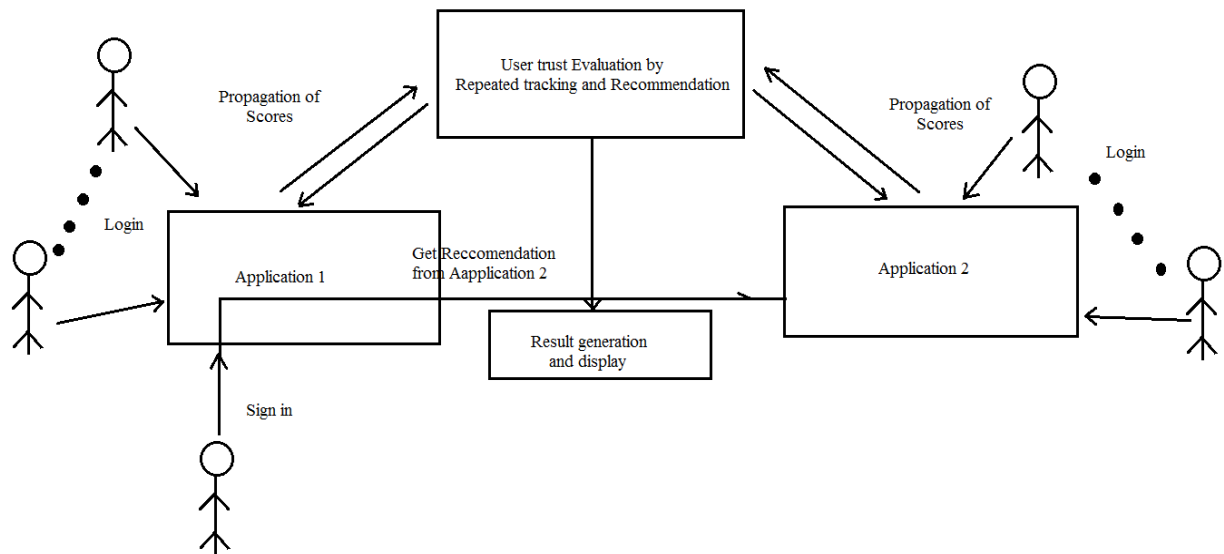 User trust Evaluation by
Repeated tracking and Recommendation
Propagation of
Scores
Propagation of
Scores
Login
Login
Get Reccomendation
from Aapplication 2
Application 1
Application 2
Result generation
and display
Sign in